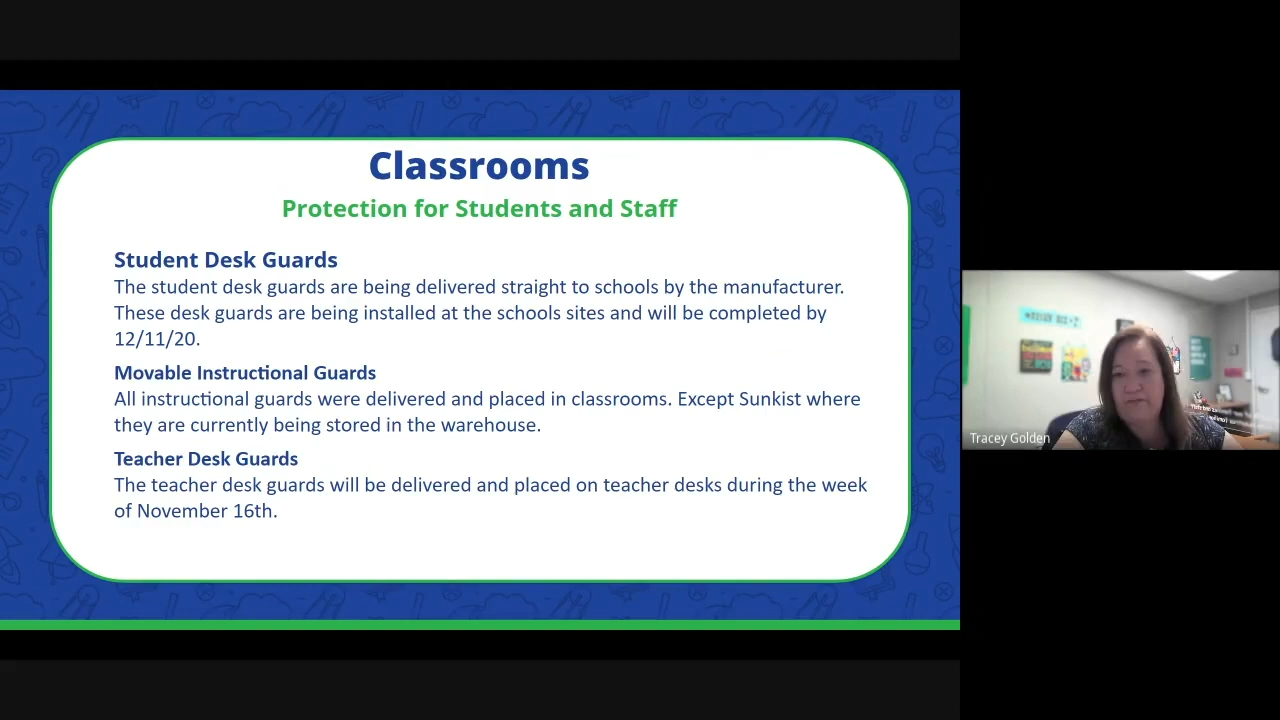 Classrooms
Protection for Students and Staff
Student Desk Guards
The student desk guards are being delivered straight to schools by the manufacturer.
These desk guards are being installed at the schools sites and will be completed by
12/11/20.
Movable Instructional Guards
All instructional guards were delivered and placed in classrooms. Except Sunkist where
they are currently being stored in the warehouse.
Teacher Desk Guards
The teacher desk guards will be delivered and placed on teacher desks during the week
of November 16th.
Tracey Golden